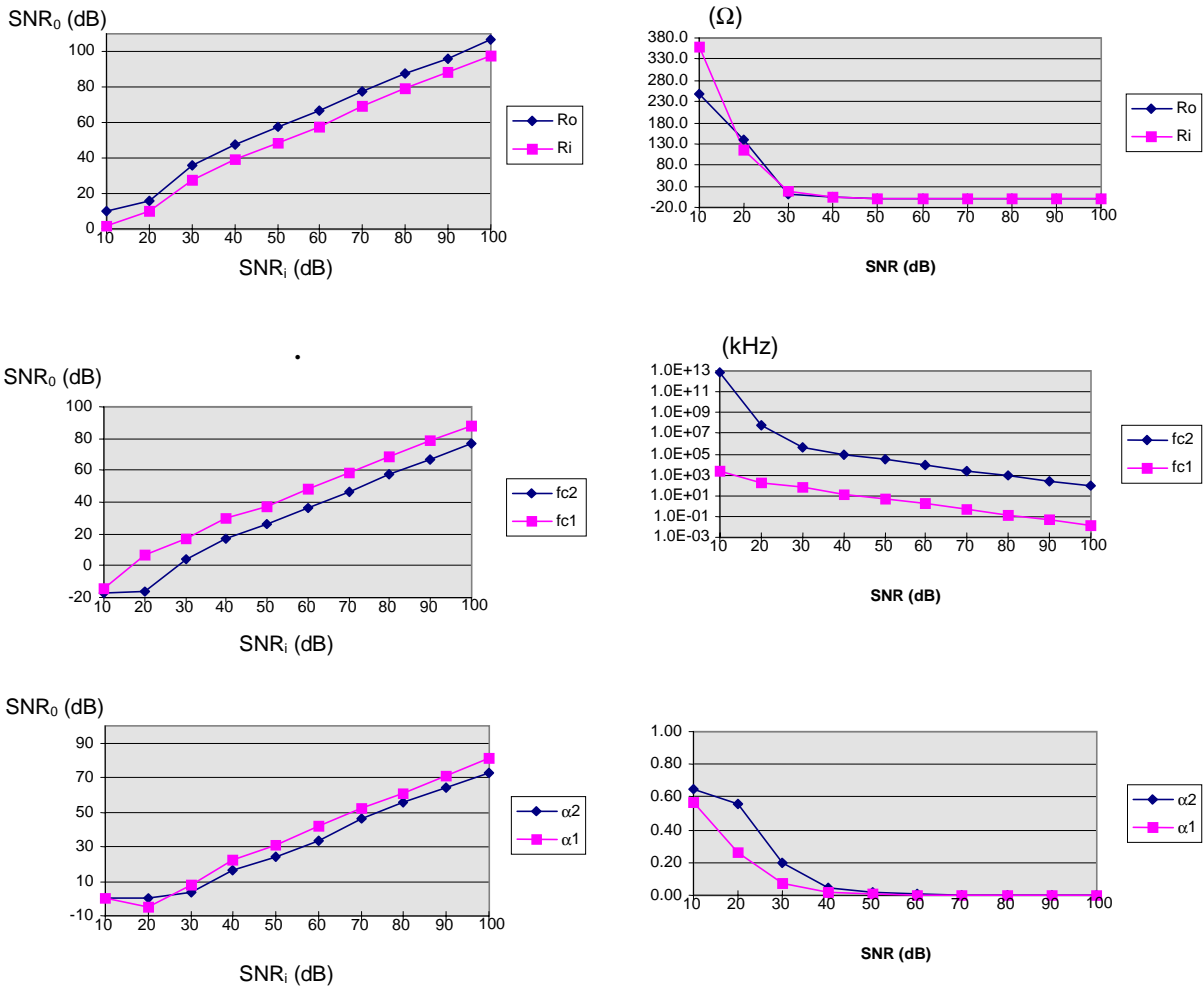 SNR₀ (dB)
100
80
60
40
20
0
10 20 30 40 50 60 70 80 90 100
SNRᵢ (dB)
Ro
Ri
(Ω)
380.0
330.0
280.0
230.0
180.0
130.0
80.0
30.0
-20.0
10 20 30 40 50 60 70 80 90 100
SNR (dB)
Ro
Ri
SNR₀ (dB)
100
80
60
40
20
0
-20
10 20 30 40 50 60 70 80 90 100
SNRᵢ (dB)
fc2
fc1
(kHz)
1.0E+13
1.0E+11
1.0E+09
1.0E+07
1.0E+05
1.0E+03
1.0E+01
1.0E-01
1.0E-03
10 20 30 40 50 60 70 80 90 100
SNR (dB)
fc2
fc1
SNR₀ (dB)
90
70
50
30
10
-10
10 20 30 40 50 60 70 80 90 100
SNRᵢ (dB)
α2
α1
1.00
0.80
0.60
0.40
0.20
0.00
10 20 30 40 50 60 70 80 90 100
SNR (dB)
α2
α1